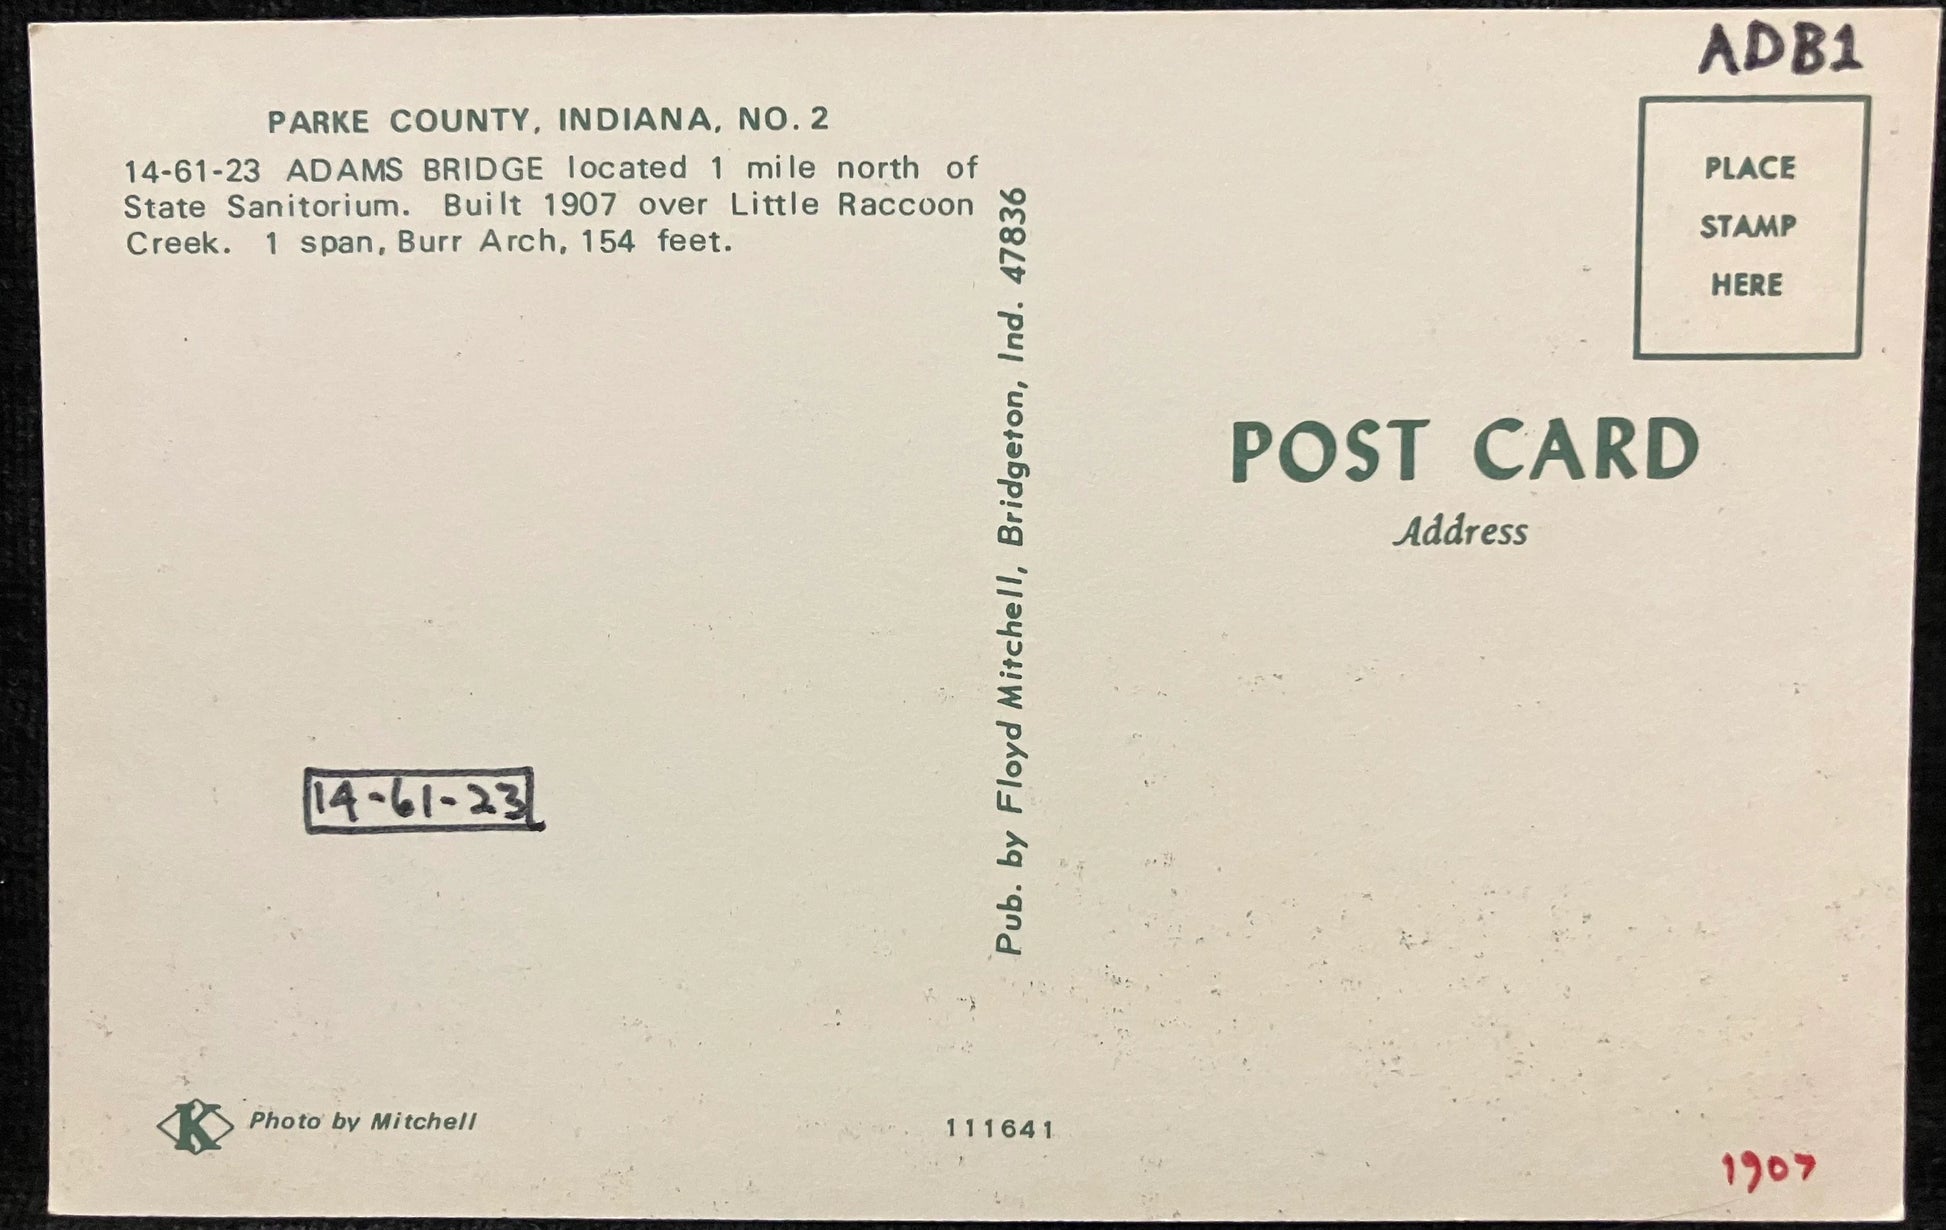 ADB1
PARKE COUNTY, INDIANA, NO. 2
14-61-23 ADAMS BRIDGE located 1 mile north of
State Sanitorium. Built 1907 over Little Raccoon
Creek. 1 span, Burr Arch, 154 feet.
14-61-23
K Photo by Mitchell
Pub. by Floyd Mitchell, Bridgeton, Ind. 47836
111641
PLACE
STAMP
HERE
POST CARD
Address
1907